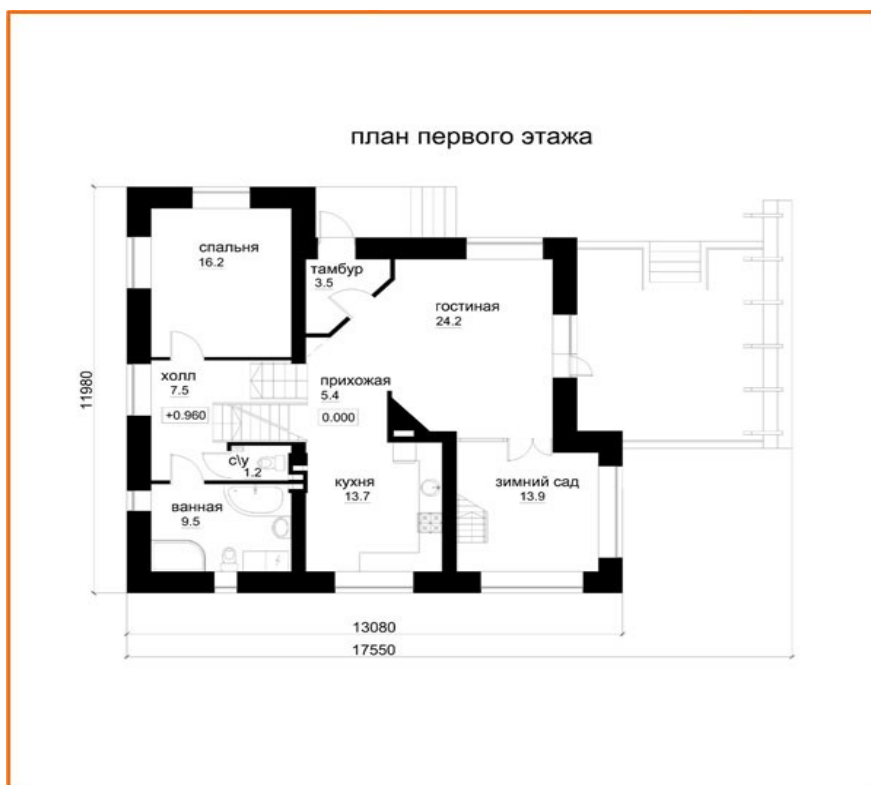 план первого этажа
спальня
16.2
тамбур
3.5
гостиная
24.2
холл
7.5
+0.960
прихожая
5.4
0.000
11980
с\у
1.2
кухня
13.7
зимний сад
13.9
ванная
9.5
13080
17550